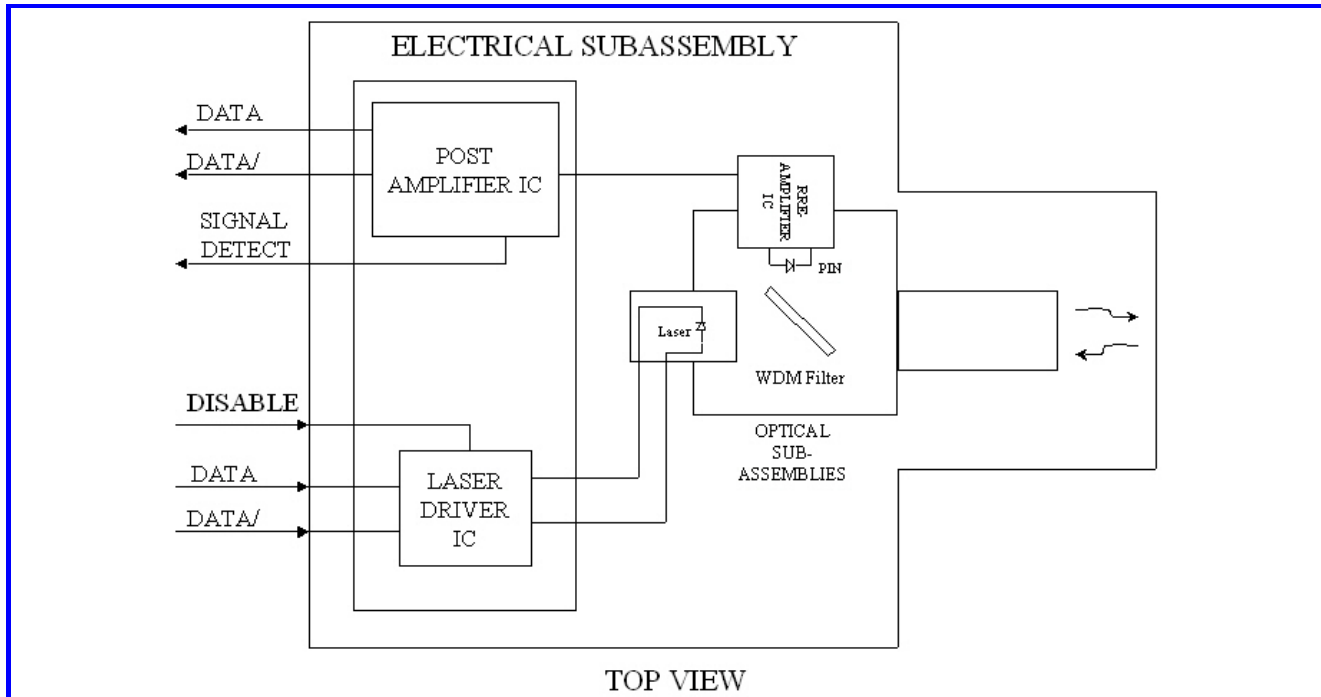 ELECTRICAL SUBASSEMBLY
DATA
DATA/
SIGNAL
DETECT
POST
AMPLIFIER IC
PRE-
AMPLIFIER
IC
PIN
Laser
WDM Filter
OPTICAL
SUB-
ASSEMBLIES
DISABLE
DATA
DATA/
LASER
DRIVER
IC
TOP VIEW